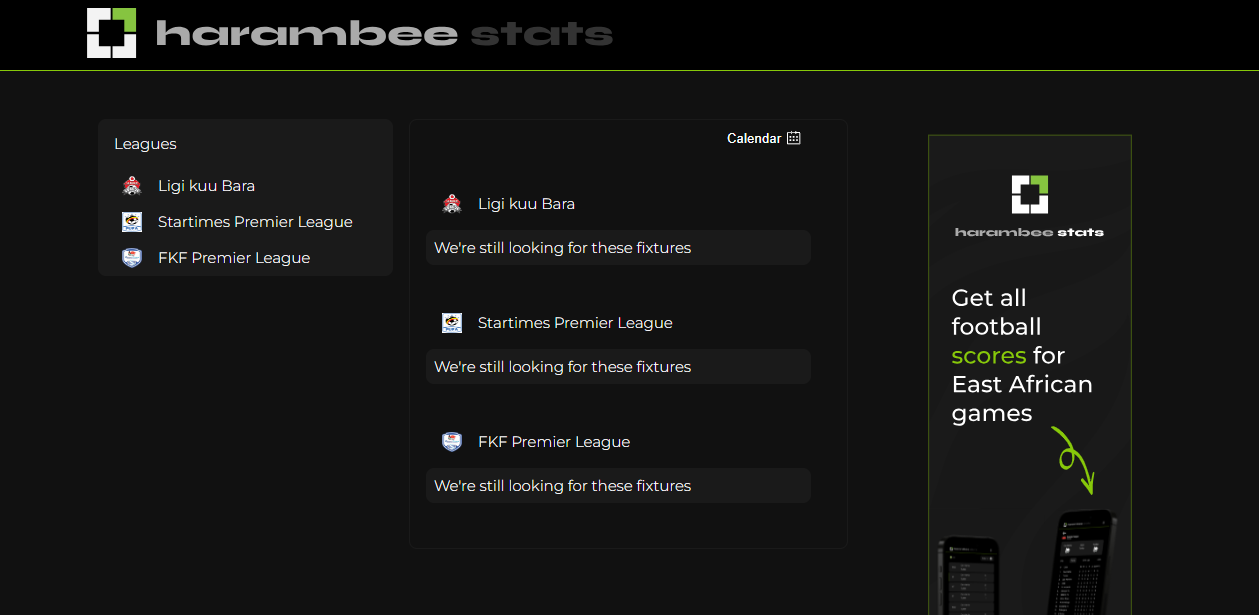 harambee stats
Leagues
Ligi kuu Bara
Startimes Premier League
FKF Premier League
Calendar
Ligi kuu Bara
We're still looking for these fixtures
Startimes Premier League
We're still looking for these fixtures
FKF Premier League
We're still looking for these fixtures
harambee stats
Get all
football
scores for
East African
games